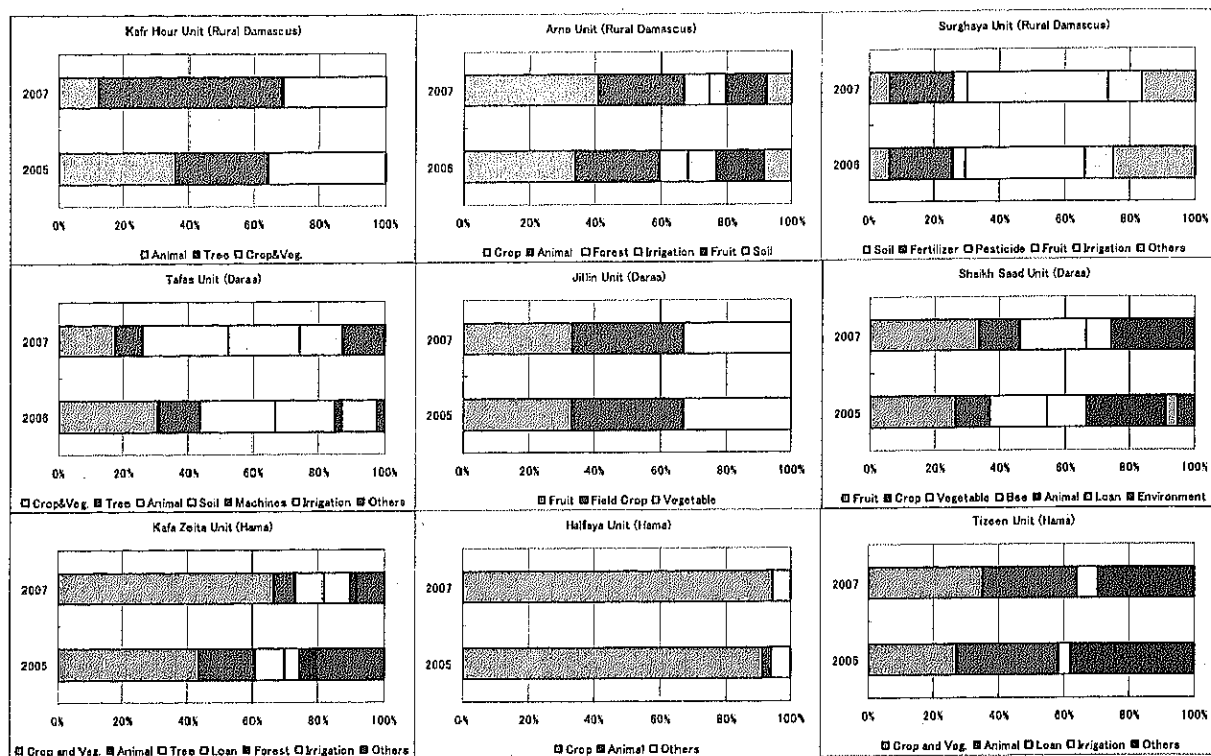 Kafr Hour Unit (Rural Damascus)
2007
2005
0% 20% 40% 60% 80% 100%
Animal Tree Crop&Veg.
Arna Unit (Rural Damascus)
2007
2006
0% 20% 40% 60% 80% 100%
Crop Animal Forest Irrigation Fruit Soil
Surghaya Unit (Rural Damascus)
2007
2006
0% 20% 40% 60% 80% 100%
Soil Fertilizer Pesticide Fruit Irrigation Others
Tafas Unit (Daraa)
2007
2006
0% 20% 40% 60% 80% 100%
Crop&Veg. Tree Animal Soil Machines Irrigation Others
Jillin Unit (Daraa)
2007
2005
0% 20% 40% 60% 80% 100%
Fruit Field Crop Vegetable
Shaikh Saad Unit (Daraa)
2007
2005
0% 20% 40% 60% 80% 100%
Fruit Crop Vegetable Bee Animal Loan Environment
Kafa Zeita Unit (Hama)
2007
2005
0% 20% 40% 60% 80% 100%
Crop and Veg. Animal Tree Loan Forest Irrigation Others
Halfaya Unit (Hama)
2007
2005
0% 20% 40% 60% 80% 100%
Crop Animal Others
Tizeen Unit (Hama)
2007
2005
0% 20% 40% 60% 80% 100%
Crop and Veg. Animal Loan Irrigation Others